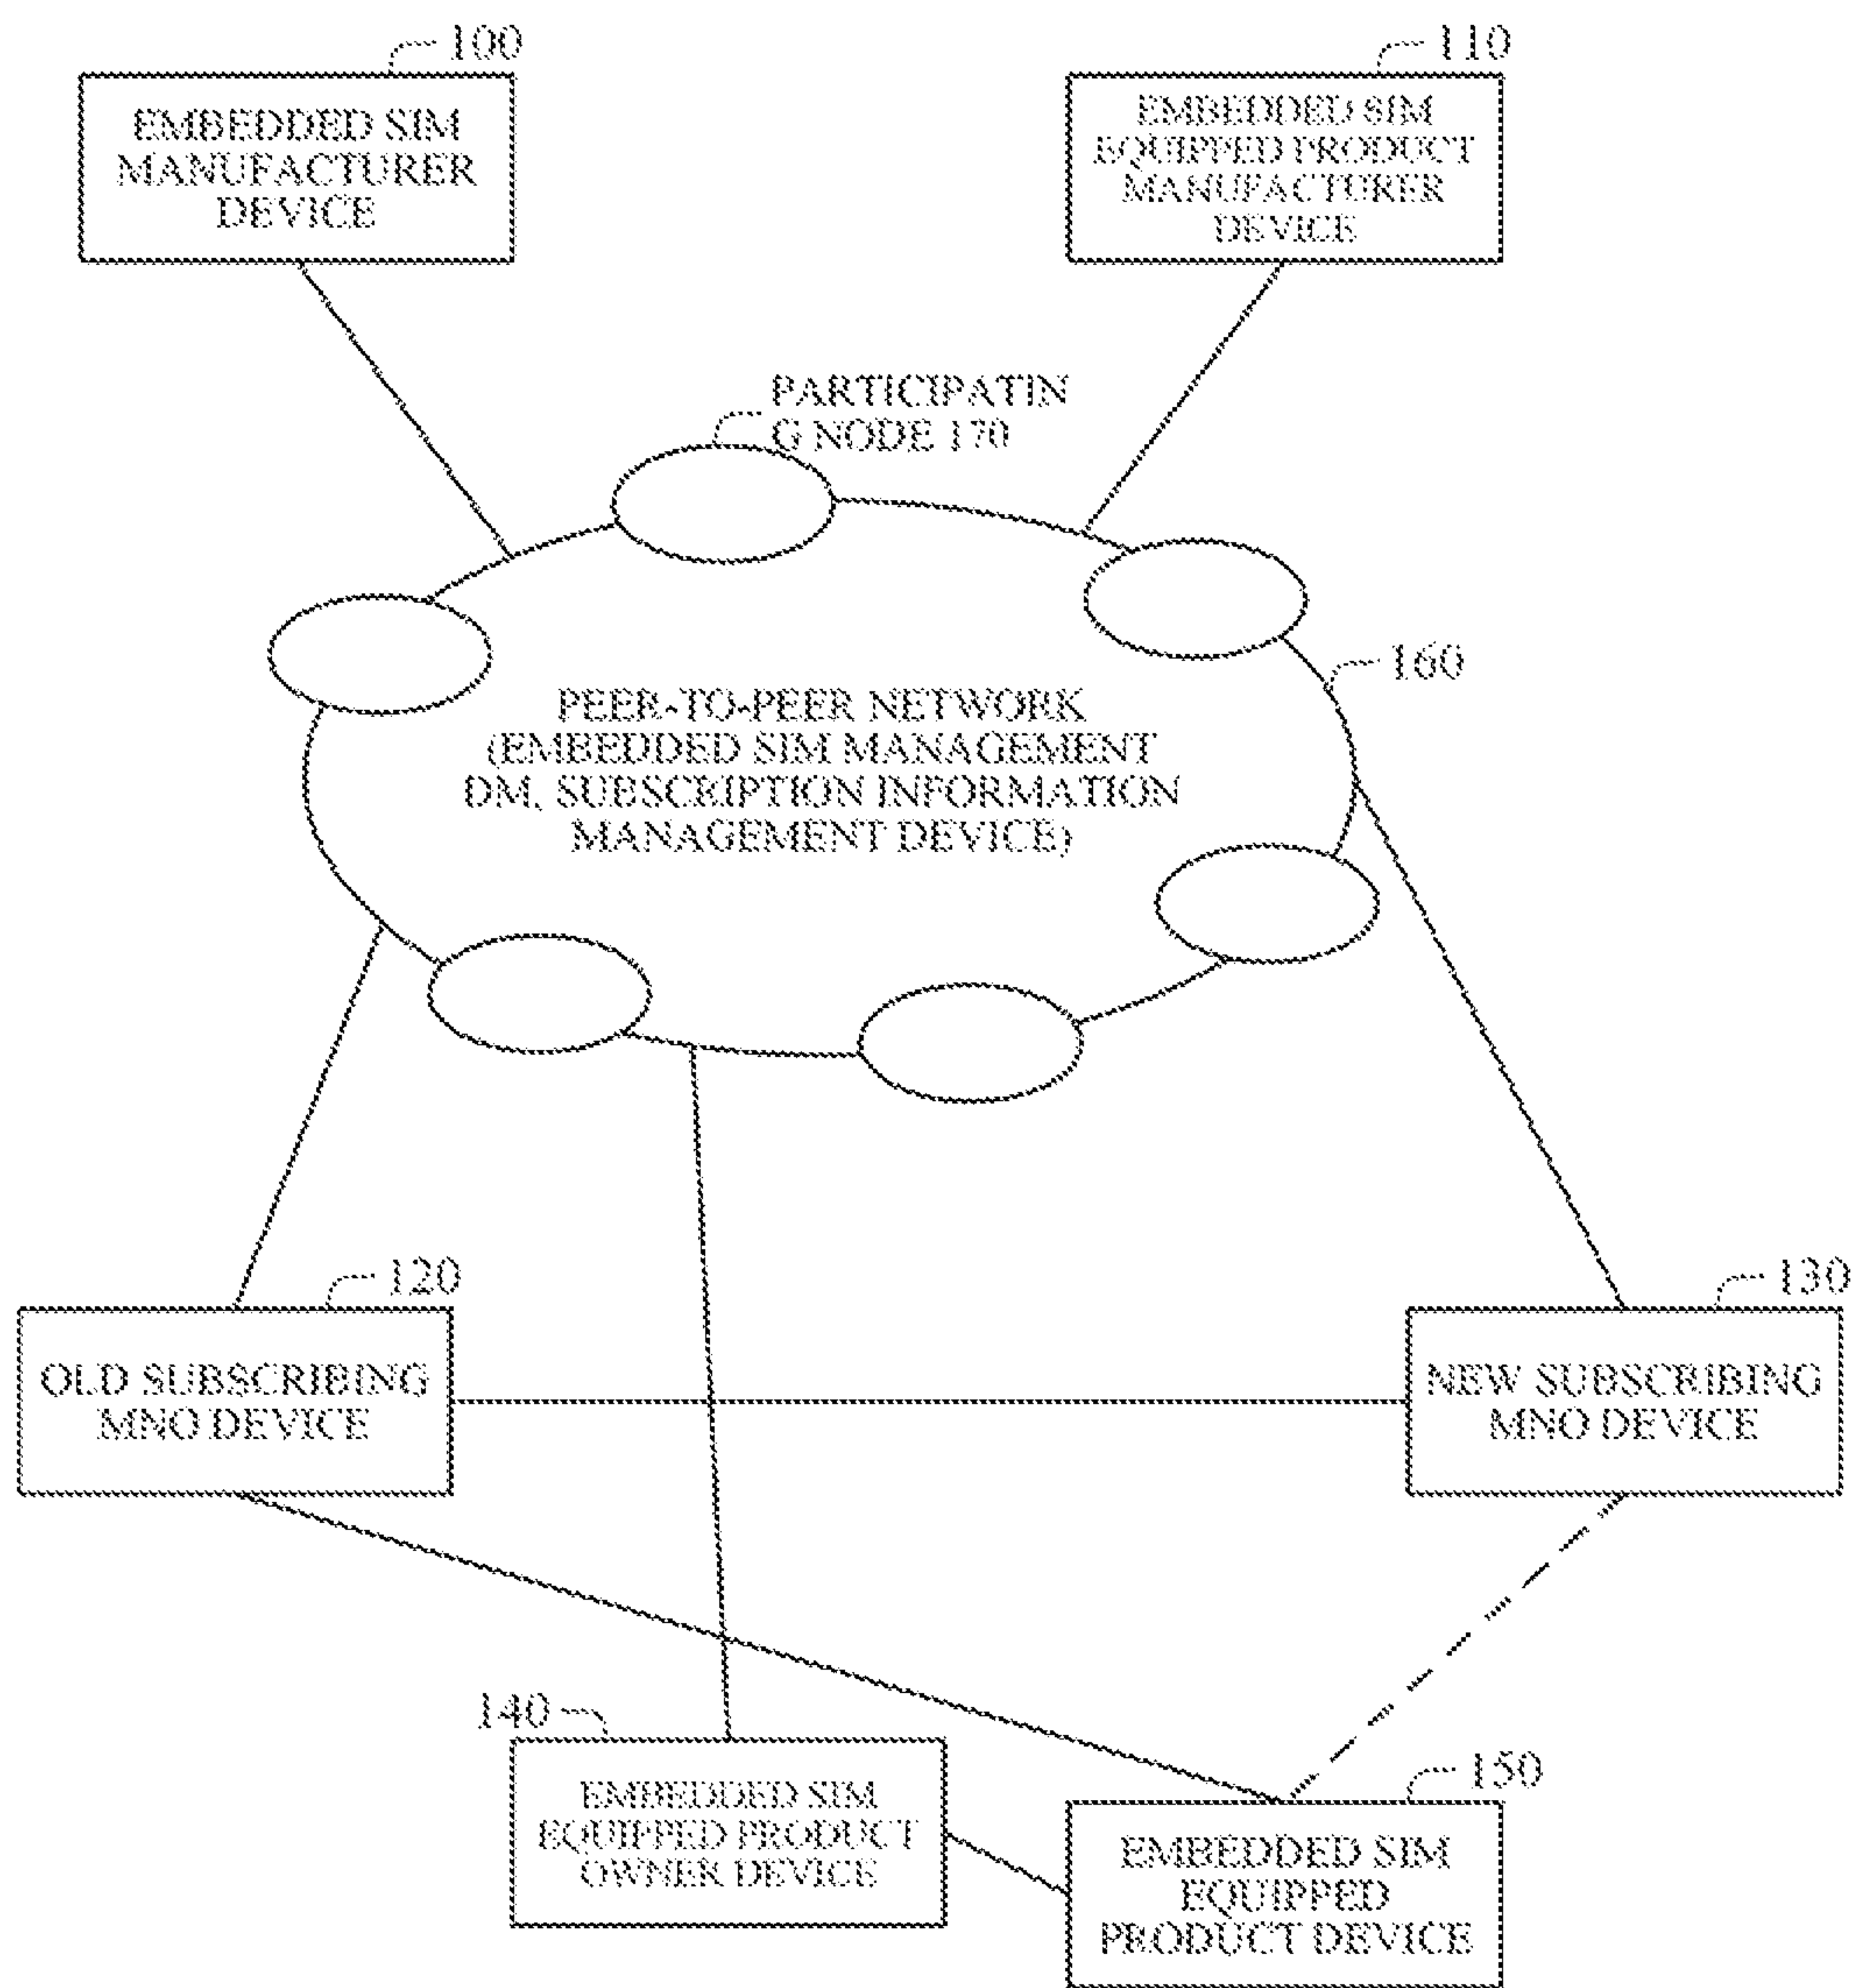 100
EMBEDDED SIM
MANUFACTURER
DEVICE
110
EMBEDDED SIM
EQUIPPED PRODUCT
MANUFACTURER
DEVICE
PARTICIPATIN
G NODE 170
160
PEER-TO-PEER NETWORK
(EMBEDDED SIM MANAGEMENT
DM, SUBSCRIPTION INFORMATION
MANAGEMENT DEVICE)
120
OLD SUBSCRIBING
MNO DEVICE
130
NEW SUBSCRIBING
MNO DEVICE
140
EMBEDDED SIM
EQUIPPED PRODUCT
OWNER DEVICE
150
EMBEDDED SIM
EQUIPPED
PRODUCT DEVICE